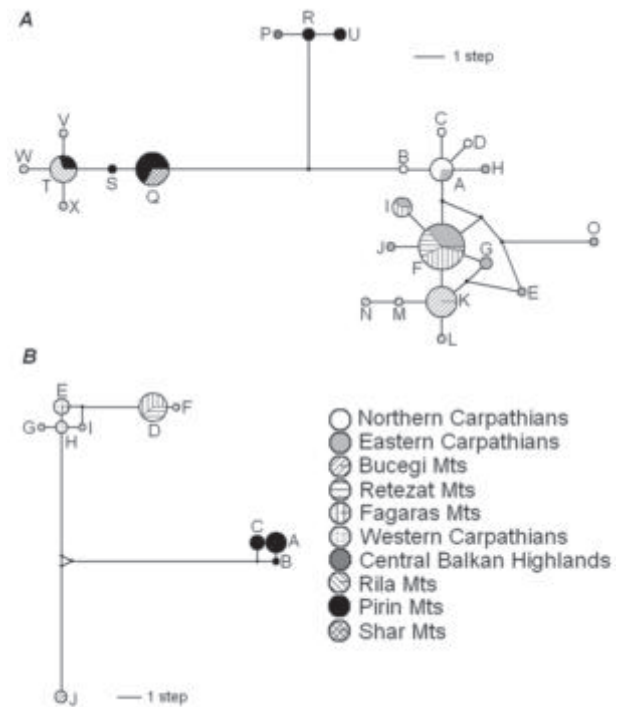 A
P R U
1 step
V
W
T
S
Q
X
C
D
B
H
A
I
J
F
G
O
E
K
N M
L
B
E
D F
G H I
C A
B
J
1 step
Northern Carpathians
Eastern Carpathians
Bucegi Mts
Retezat Mts
Fagaras Mts
Western Carpathians
Central Balkan Highlands
Rila Mts
Pirin Mts
Shar Mts